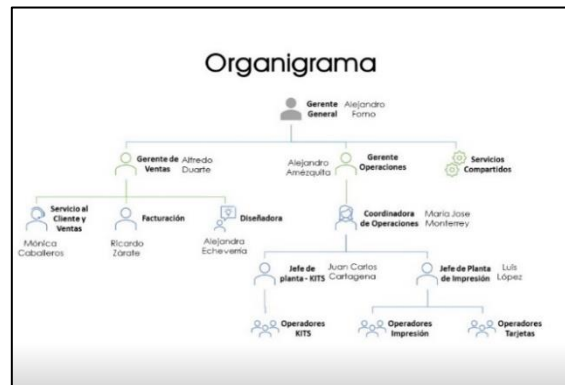 Organigrama
Gerente General
Alejandro Forno
Gerente de Ventas
Alfredo Duarte
Alejandro Amézquita
Gerente Operaciones
Servicios Compartidos
Servicio al Cliente y Ventas
Mónica Caballeros
Facturación
Ricardo Zárate
Diseñadora
Alejandra Echeverría
Coordinadora de Operaciones
María Jose Monterrey
Jefe de planta - KITS
Juan Carlos Cartagena
Jefe de Planta de Impresión
Luis López
Operadores KITS
Operadores Impresión
Operadores Tarjetas